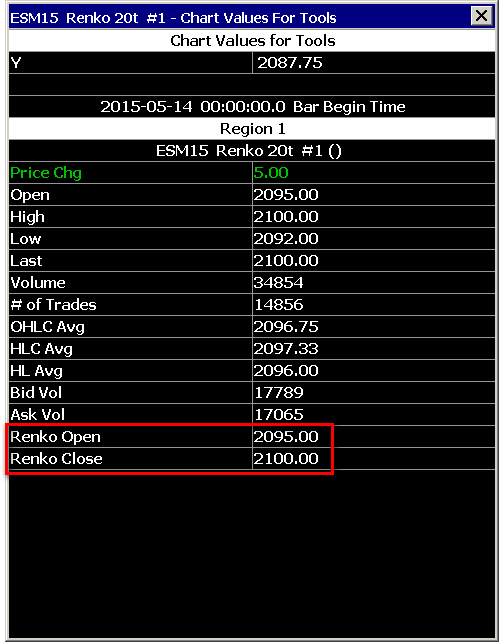 ESM15 Renko 20t #1 - Chart Values For Tools
Chart Values for Tools
Y 2087.75
2015-05-14 00:00:00.0 Bar Begin Time
Region 1
ESM15 Renko 20t #1 ()
Price Chg 5.00
Open 2095.00
High 2100.00
Low 2092.00
Last 2100.00
Volume 34854
# of Trades 14856
OHLC Avg 2096.75
HLC Avg 2097.33
HL Avg 2096.00
Bid Vol 17789
Ask Vol 17065
Renko Open 2095.00
Renko Close 2100.00